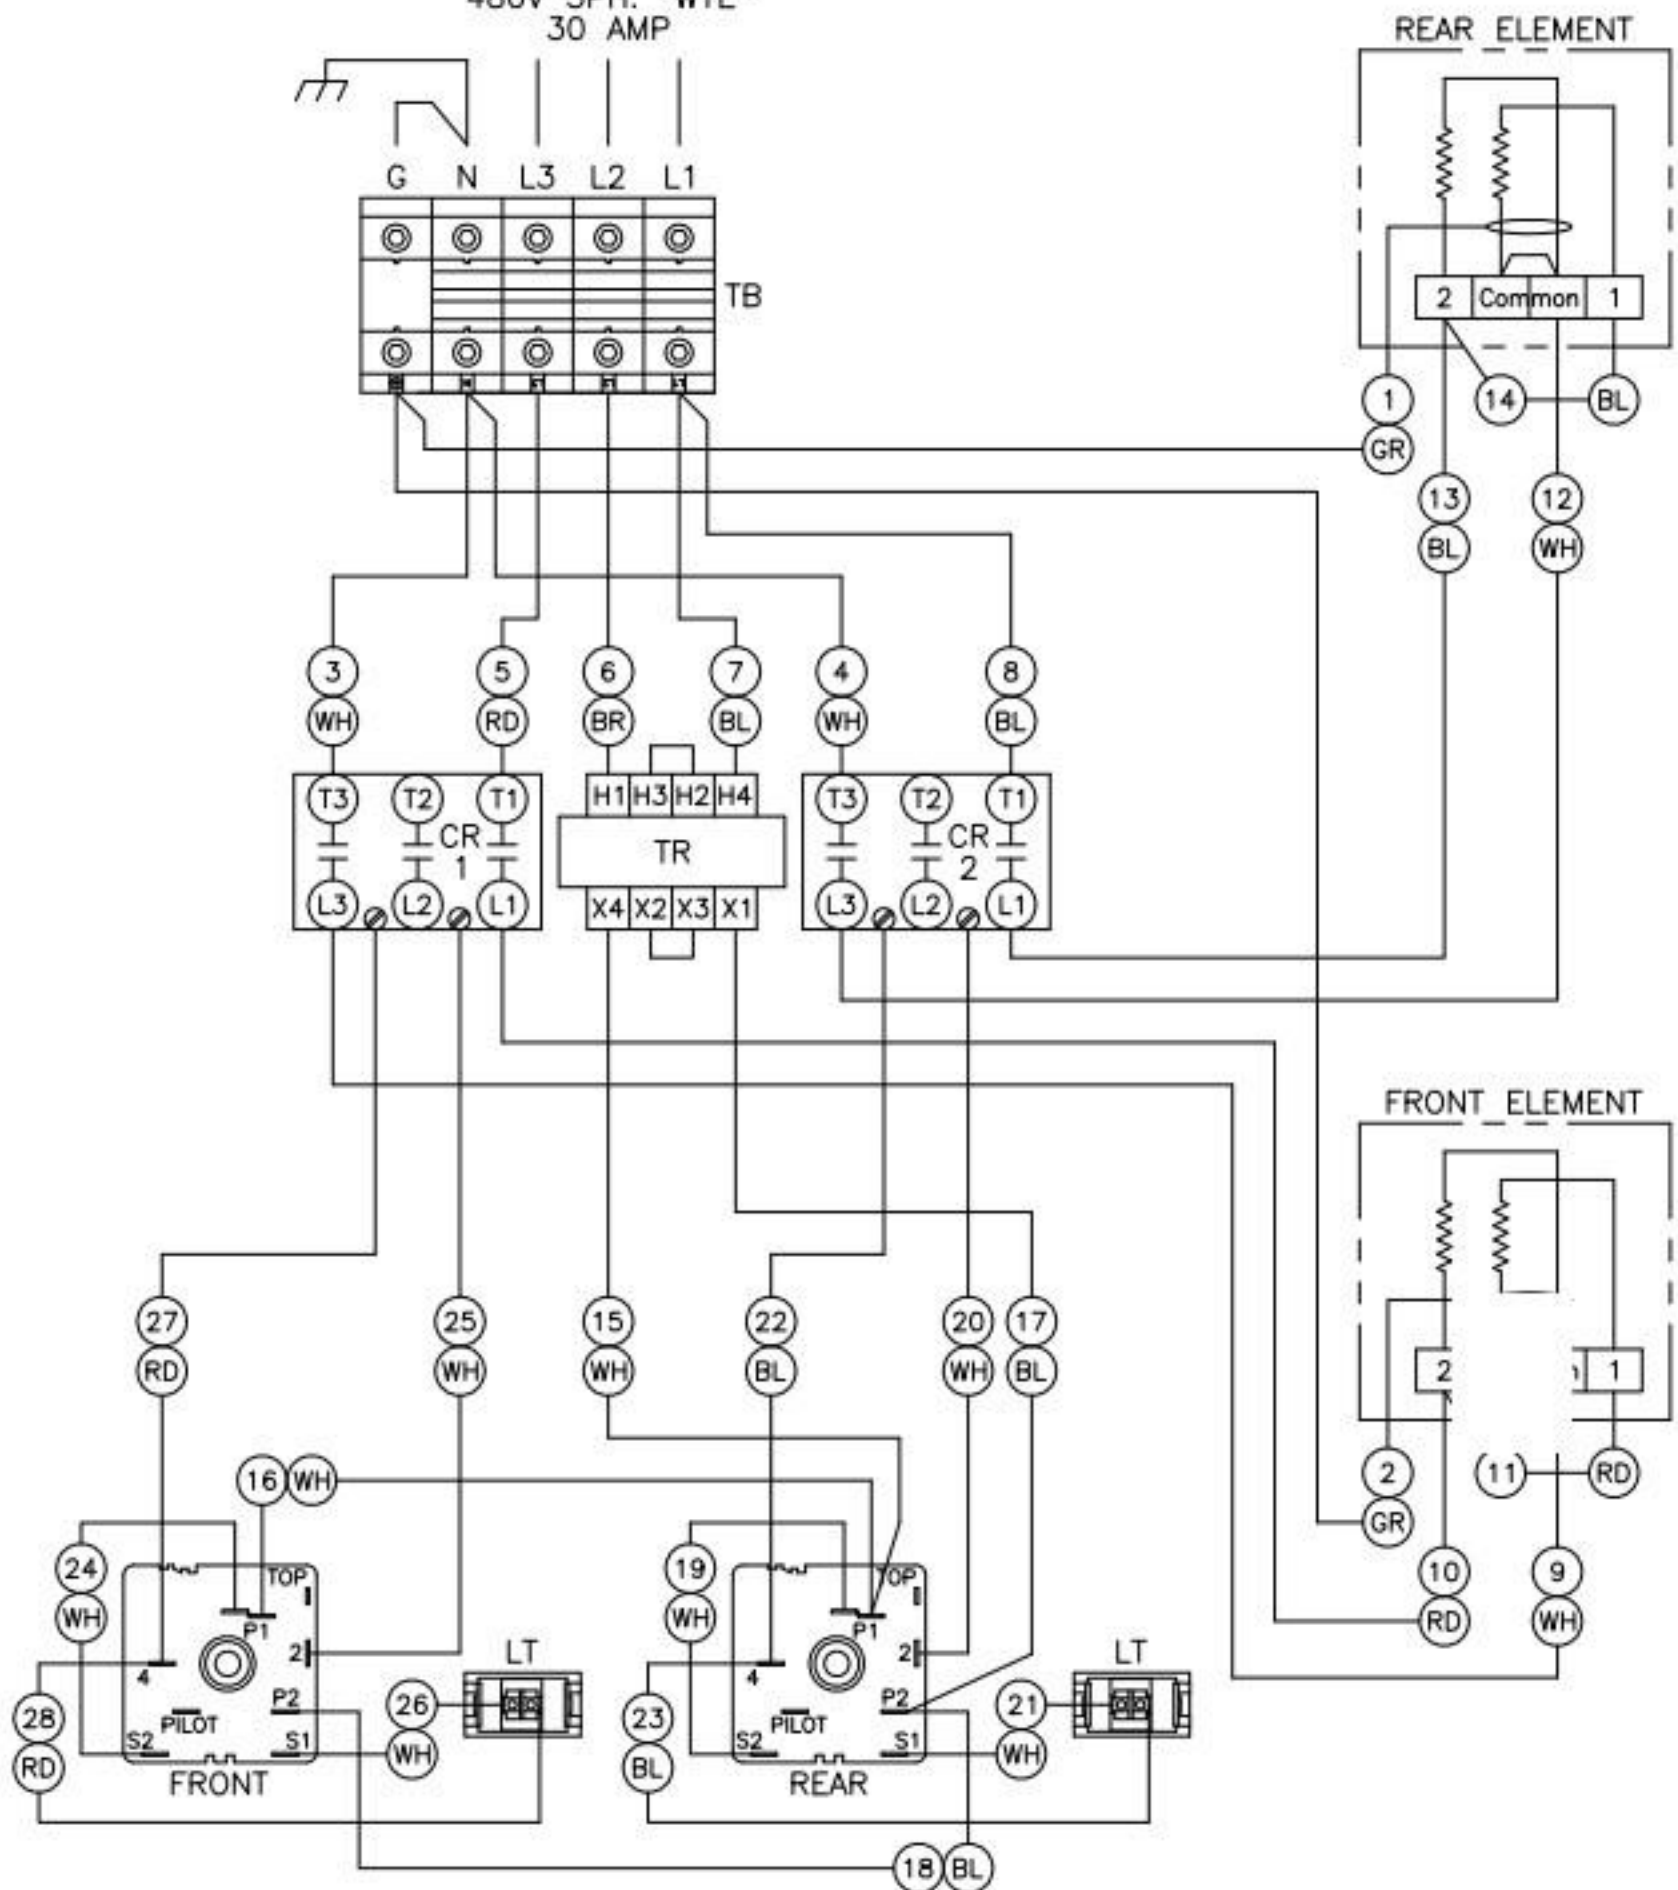 30 AMP
REAR ELEMENT
G N L3 L2 L1
TB
2 Common 1
1 14 BL
GR
13 12
BL WH
3 5 6 7 4 8
WH RD BR BL WH BL
T3 T2 T1 H1 H3 H2 H4 T3 T2 T1
CR 1 TR CR 2
L3 L2 L1 X4 X2 X3 X1 L3 L2 L1
FRONT ELEMENT
27 25 15 22 20 17
RD WH WH BL WH BL
2 1
16 WH
2 11 RD
GR
24 19
WH WH
10 9
RD WH
TOP TOP
P1 P1
4 2 LT 4 2 LT
P2 26 P2 21
28 PILOT 23 PILOT
S2 S1 WH S2 S1 WH
RD BL
FRONT REAR
18 BL